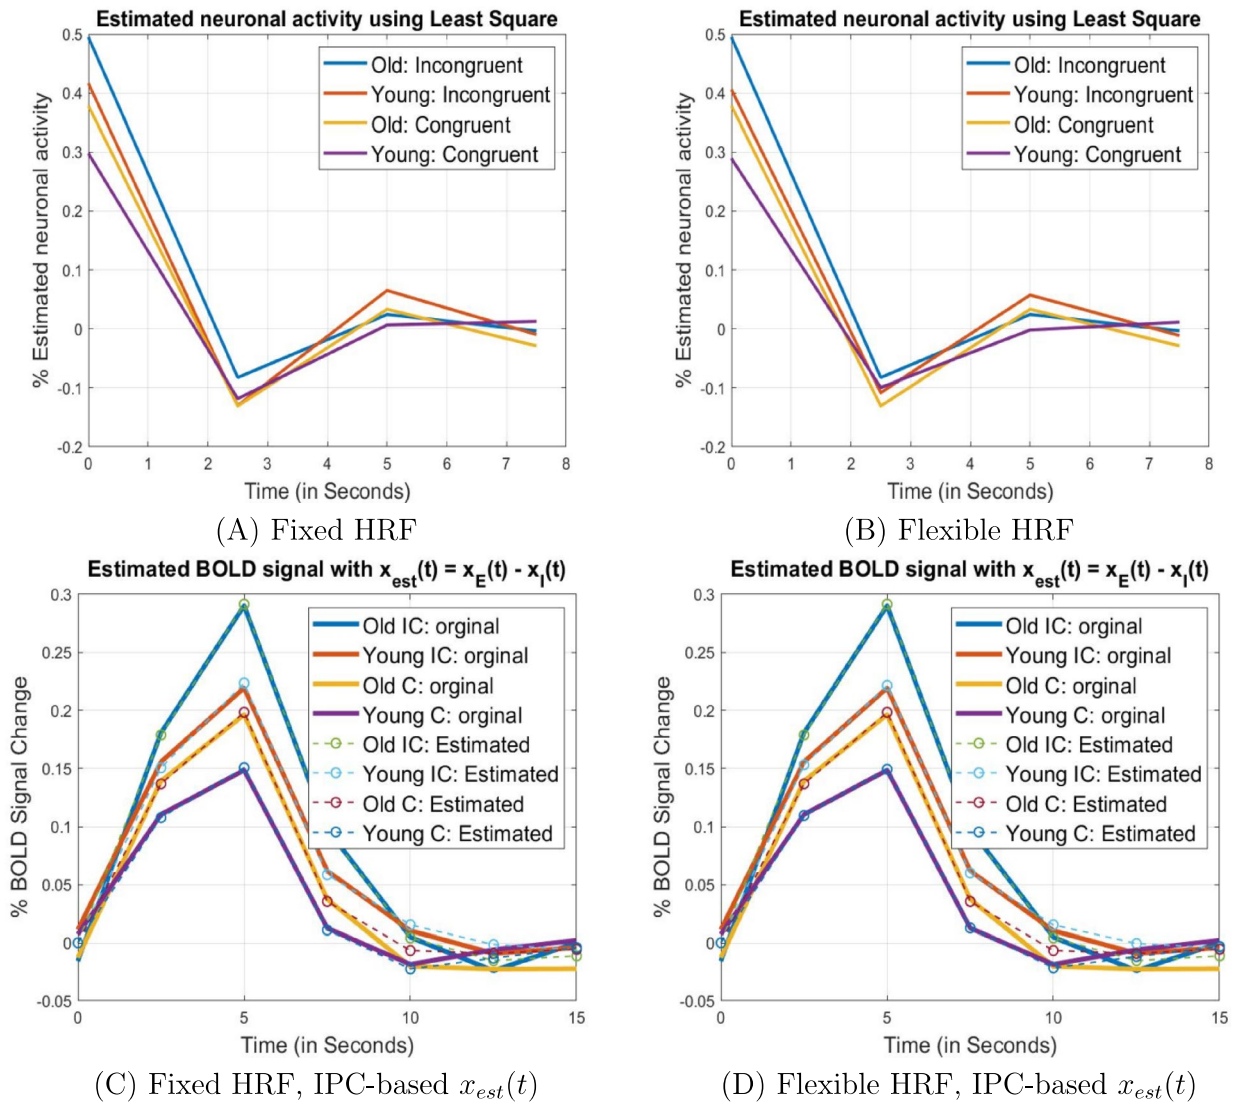 Estimated neuronal activity using Least Square
% Estimated neuronal activity
0.5
0.4
0.3
0.2
0.1
0
-0.1
-0.2
Old: Incongruent
Young: Incongruent
Old: Congruent
Young: Congruent
0 1 2 3 4 5 6 7 8
Time (in Seconds)
(A) Fixed HRF
Estimated neuronal activity using Least Square
% Estimated neuronal activity
0.5
0.4
0.3
0.2
0.1
0
-0.1
-0.2
Old: Incongruent
Young: Incongruent
Old: Congruent
Young: Congruent
0 1 2 3 4 5 6 7 8
Time (in Seconds)
(B) Flexible HRF
Estimated BOLD signal with x_est(t) = x_E(t) - x_I(t)
% BOLD Signal Change
0.3
0.25
0.2
0.15
0.1
0.05
0
-0.05
Old IC: orginal
Young IC: orginal
Old C: orginal
Young C: orginal
Old IC: Estimated
Young IC: Estimated
Old C: Estimated
Young C: Estimated
0 5 10 15
Time (in Seconds)
(C) Fixed HRF, IPC-based x_est(t)
Estimated BOLD signal with x_est(t) = x_E(t) - x_I(t)
% BOLD Signal Change
0.3
0.25
0.2
0.15
0.1
0.05
0
-0.05
Old IC: orginal
Young IC: orginal
Old C: orginal
Young C: orginal
Old IC: Estimated
Young IC: Estimated
Old C: Estimated
Young C: Estimated
0 5 10 15
Time (in Seconds)
(D) Flexible HRF, IPC-based x_est(t)